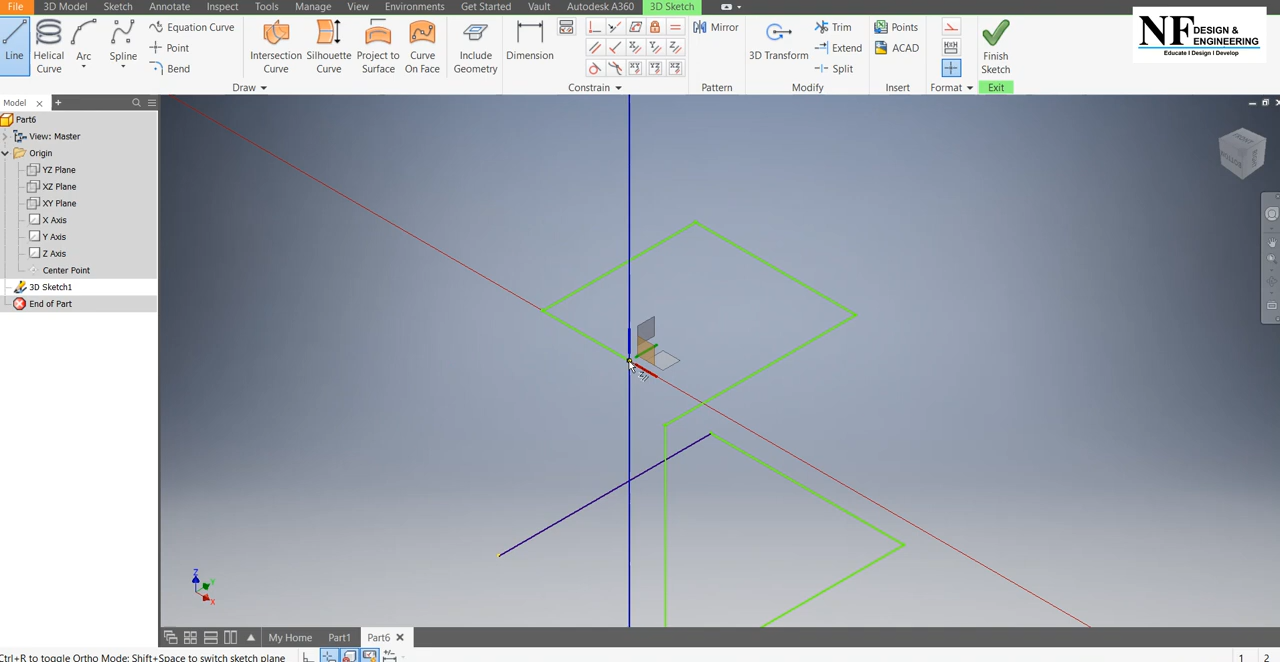 File 3D Model Sketch Annotate Inspect Tools Manage View Environments Get Started Vault Autodesk A360 3D Sketch
Line Helical Curve Arc Spline Equation Curve Point Bend
Intersection Curve Silhouette Curve Project to Surface Curve On Face Include Geometry Dimension
Mirror 3D Transform Trim Extend Split Points ACAD Finish Sketch
Draw Constrain Pattern Modify Insert Format Exit
NF DESIGN & ENGINEERING
Educate I Design I Develop
Model
Part6
View: Master
Origin
YZ Plane
XZ Plane
XY Plane
X Axis
Y Axis
Z Axis
Center Point
3D Sketch1
End of Part
FRONT
BOTTOM
Z
Y
X
My Home Part1 Part6
Ctrl+R to toggle Ortho Mode; Shift+Space to switch sketch plane 1 2